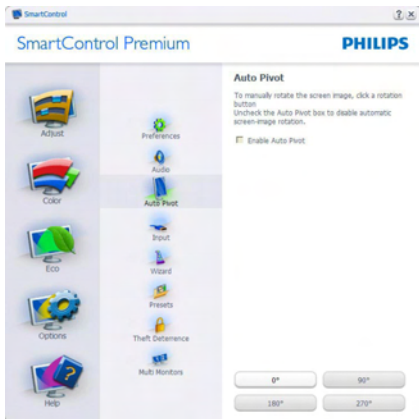 SmartControl
? x
SmartControl Premium
PHILIPS
Adjust
Color
Eco
Options
Help
Preferences
Audio
Auto Pivot
Input
Wizard
Presets
Theft Deterrence
Multi Monitors
Auto Pivot
To manually rotate the screen image, click a rotation
button
Uncheck the Auto Pivot box to disable automatic
screen-image rotation.
Enable Auto Pivot
0°
90°
180°
270°